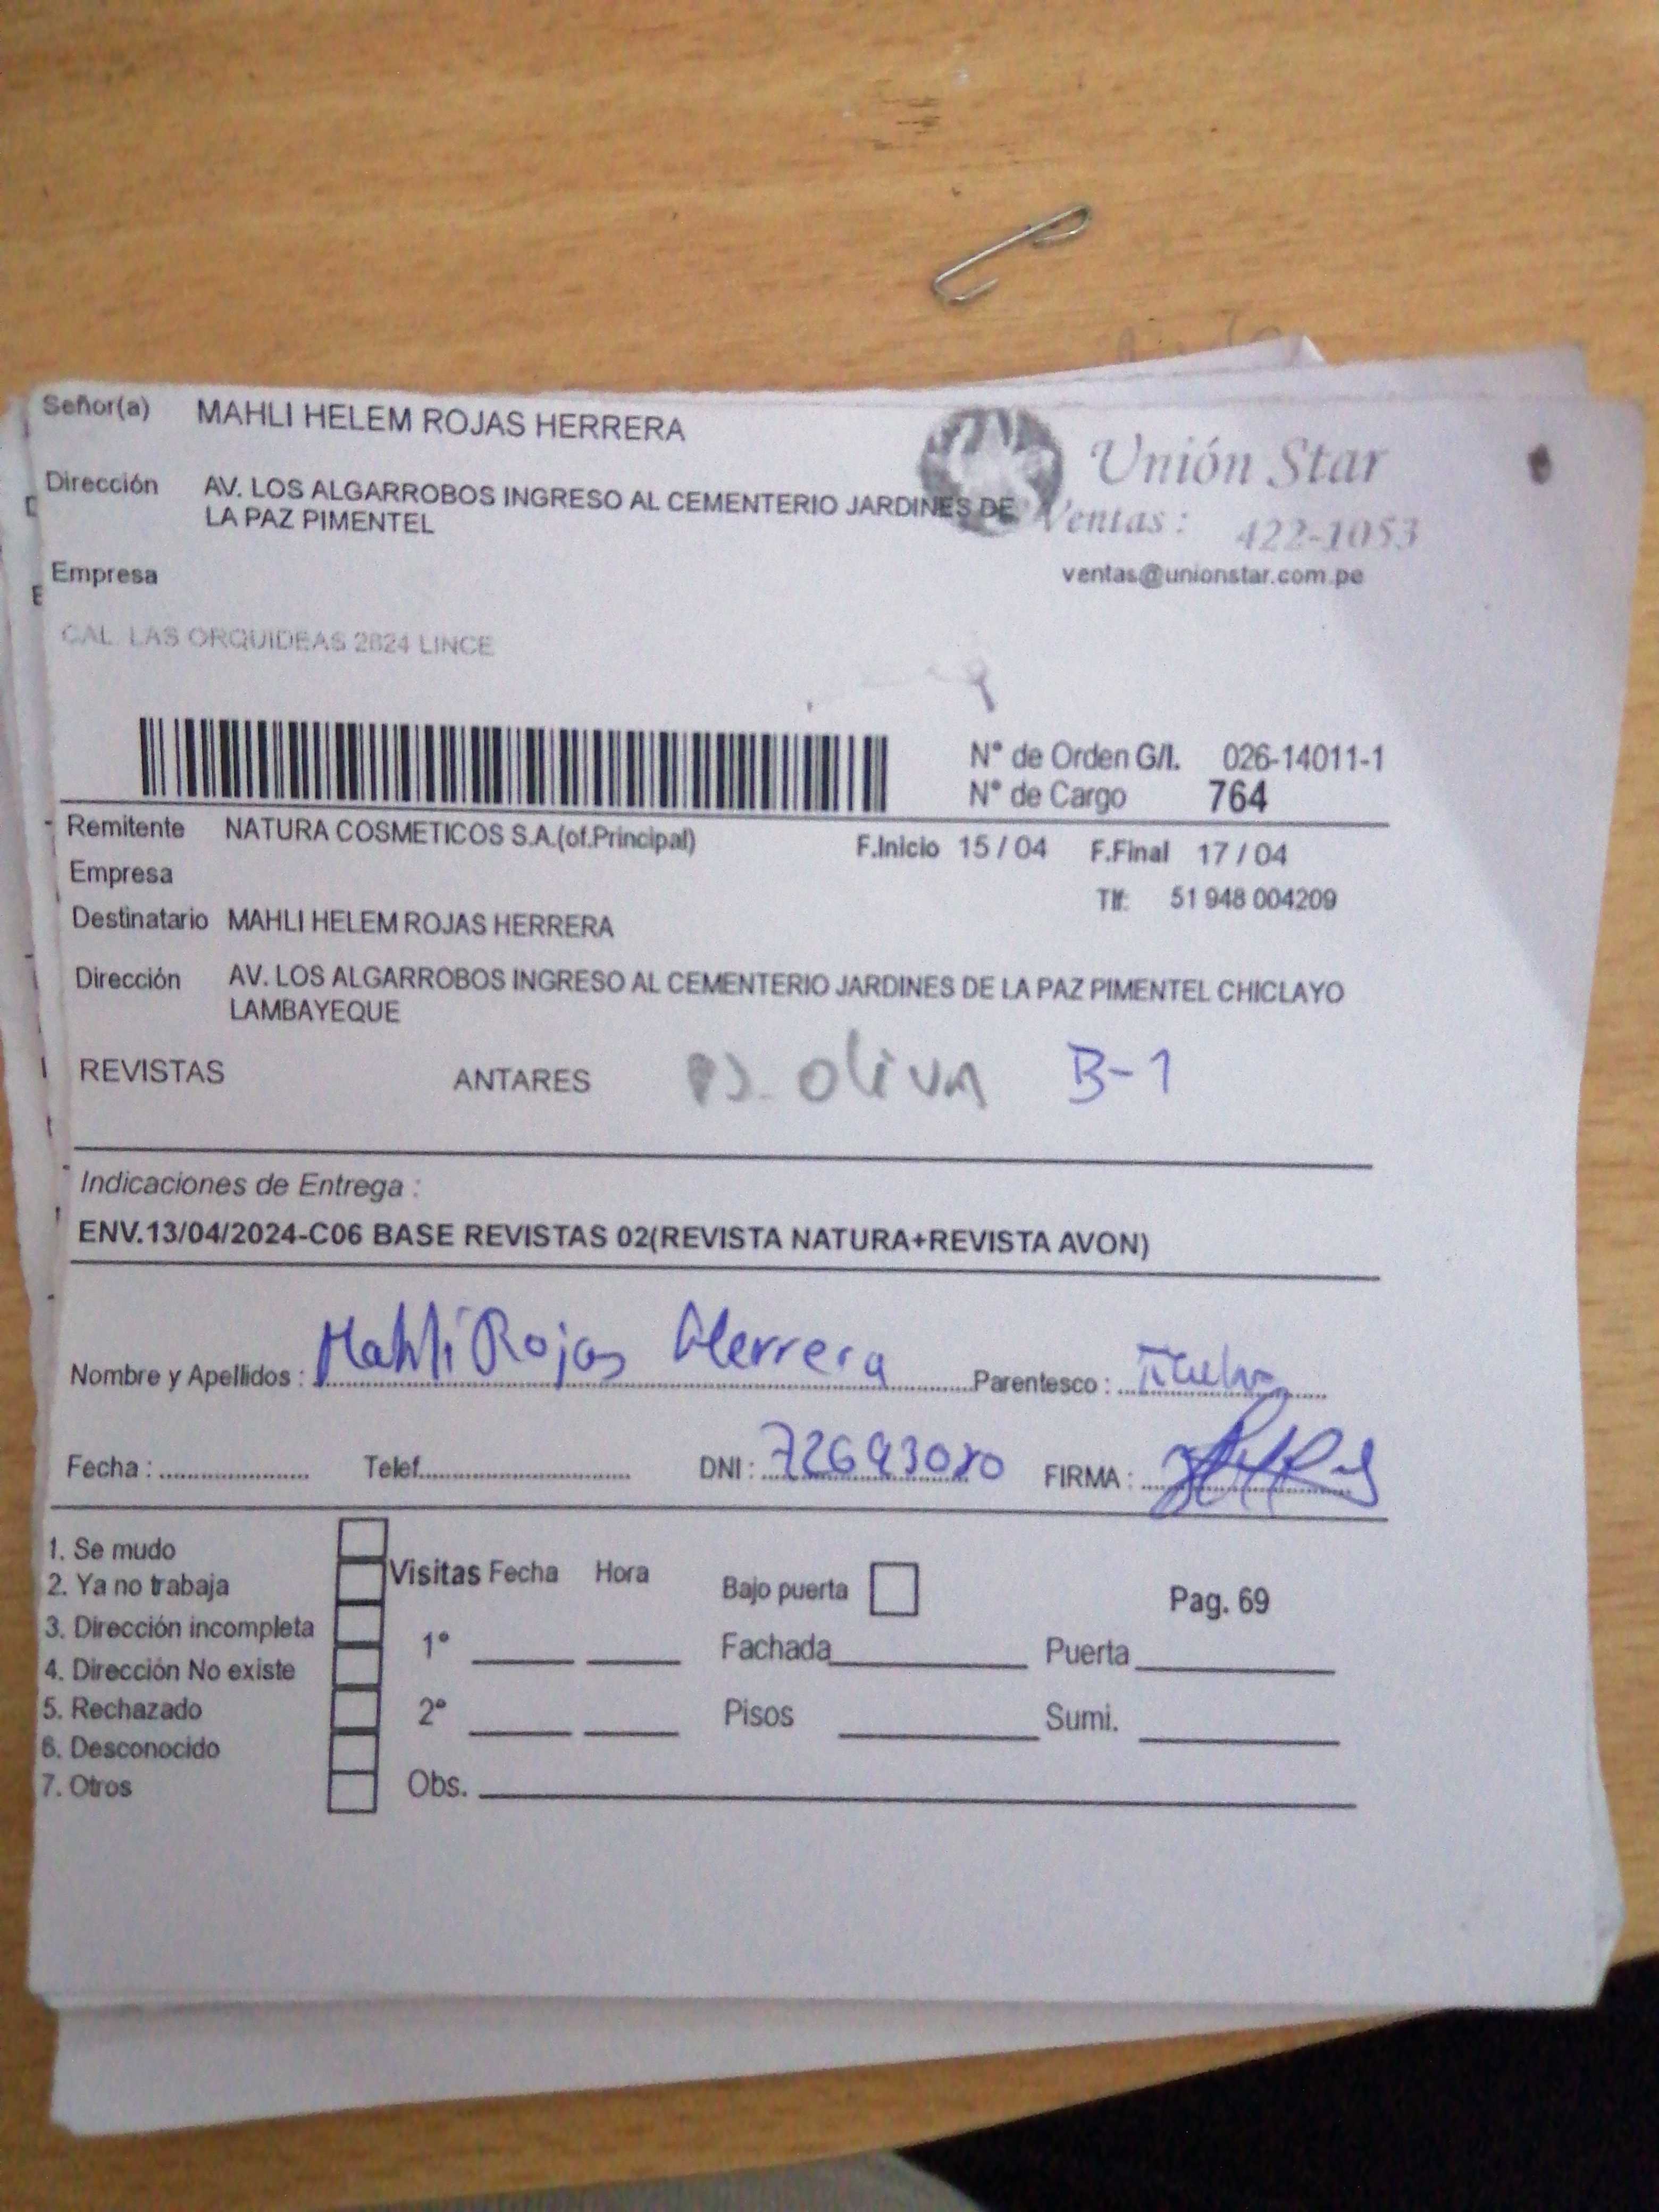 Señor(a) MAHLI HELEM ROJAS HERRERA
Unión Star
Dirección AV. LOS ALGARROBOS INGRESO AL CEMENTERIO JARDINES DE
LA PAZ PIMENTEL
Ventas : 422-1053
Empresa
ventas@unionstar.com.pe
CAL. LAS ORQUIDEAS 2624 LINCE
N° de Orden G/I. 026-14011-1
N° de Cargo 764
Remitente NATURA COSMETICOS S.A.(of.Principal) F.Inicio 15 / 04 F.Final 17 / 04
Empresa
Tlf: 51 948 004209
Destinatario MAHLI HELEM ROJAS HERRERA
Dirección AV. LOS ALGARROBOS INGRESO AL CEMENTERIO JARDINES DE LA PAZ PIMENTEL CHICLAYO
LAMBAYEQUE
REVISTAS ANTARES oliva B-1
Indicaciones de Entrega :
ENV.13/04/2024-C06 BASE REVISTAS 02(REVISTA NATURA+REVISTA AVON)
Nombre y Apellidos : Mahli Rojas Herrera Parentesco : Titular
Fecha : Telef. DNI : FIRMA :
1. Se mudo
2. Ya no trabaja
3. Dirección incompleta
4. Dirección No existe
5. Rechazado
6. Desconocido
7. Otros
Visitas Fecha Hora
1°
2°
Obs.
Bajo puerta
Pag. 69
Fachada Puerta
Pisos Sumi.